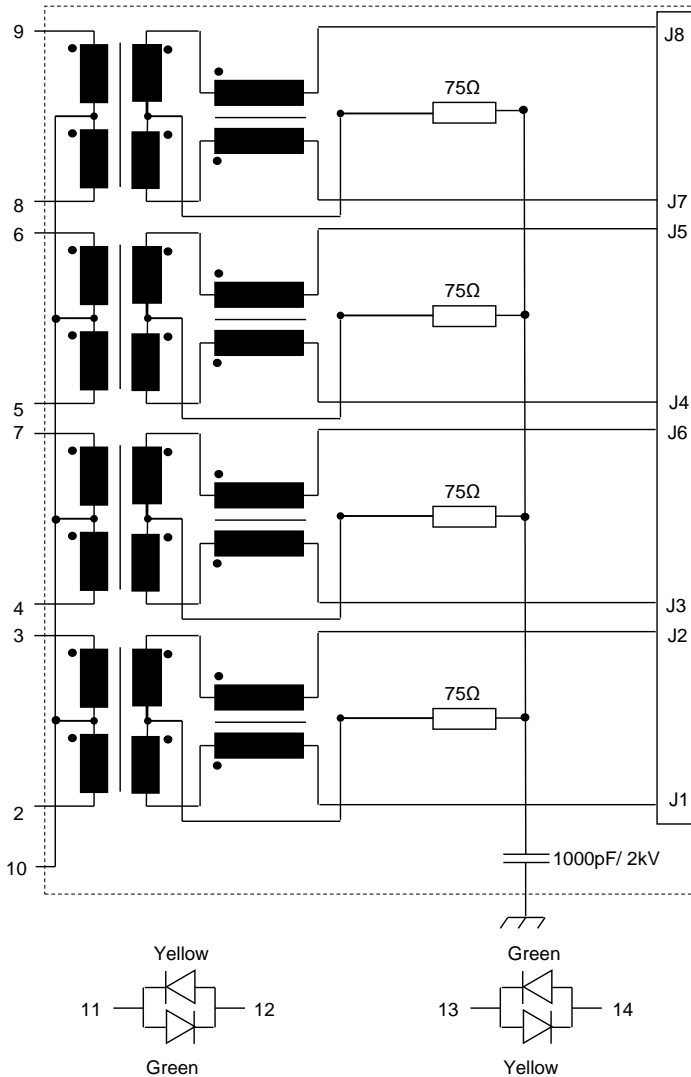 9
J8
75Ω
8
J7
6
J5
75Ω
5
J4
7
J6
75Ω
4
J3
3
J2
75Ω
2
J1
10
1000pF/ 2kV
Yellow
Green
11
12
13
14
Green
Yellow